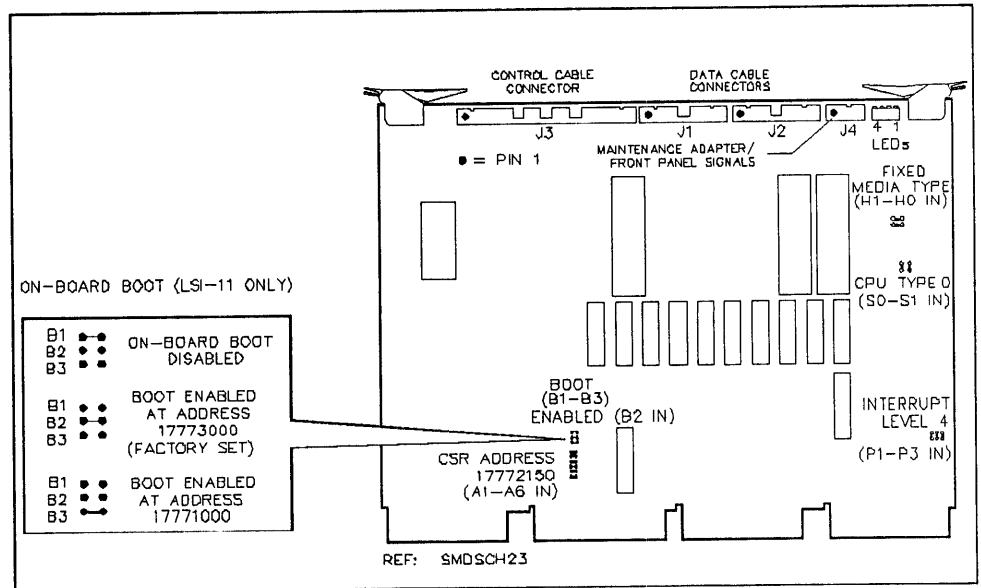 CONTROL CABLE
CONNECTOR
DATA CABLE
CONNECTORS
J3
J1
J2
J4
4 1
LEDs
● = PIN 1
MAINTENANCE ADAPTER/
FRONT PANEL SIGNALS
FIXED
MEDIA TYPE
(H1-H0 IN)
CPU TYPE 0
(S0-S1 IN)
ON-BOARD BOOT (LSI-11 ONLY)
B1
B2
B3
ON-BOARD BOOT
DISABLED
B1
B2
B3
BOOT ENABLED
AT ADDRESS
17773000
(FACTORY SET)
B1
B2
B3
BOOT ENABLED
AT ADDRESS
17771000
BOOT
(B1-B3)
ENABLED (B2 IN)
CSR ADDRESS
17772150
(A1-A6 IN)
INTERRUPT
LEVEL 4
(P1-P3 IN)
REF: SMDSCH23